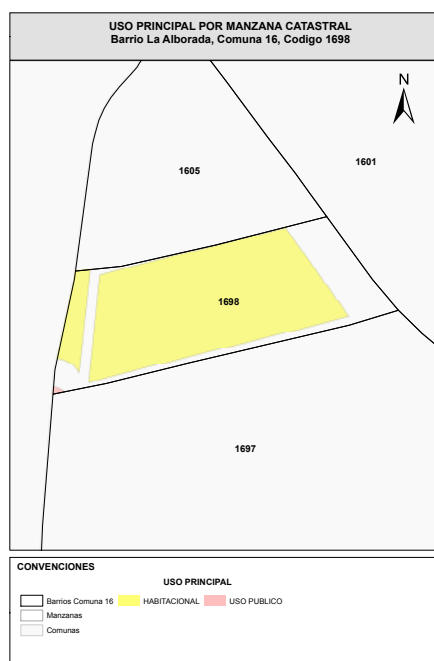 USO PRINCIPAL POR MANZANA CATASTRAL
Barrio La Alborada, Comuna 16, Codigo 1698
N
1605
1601
1698
1697
CONVENCIONES
USO PRINCIPAL
Barrios Comuna 16 HABITACIONAL USO PUBLICO
Manzanas
Comunas